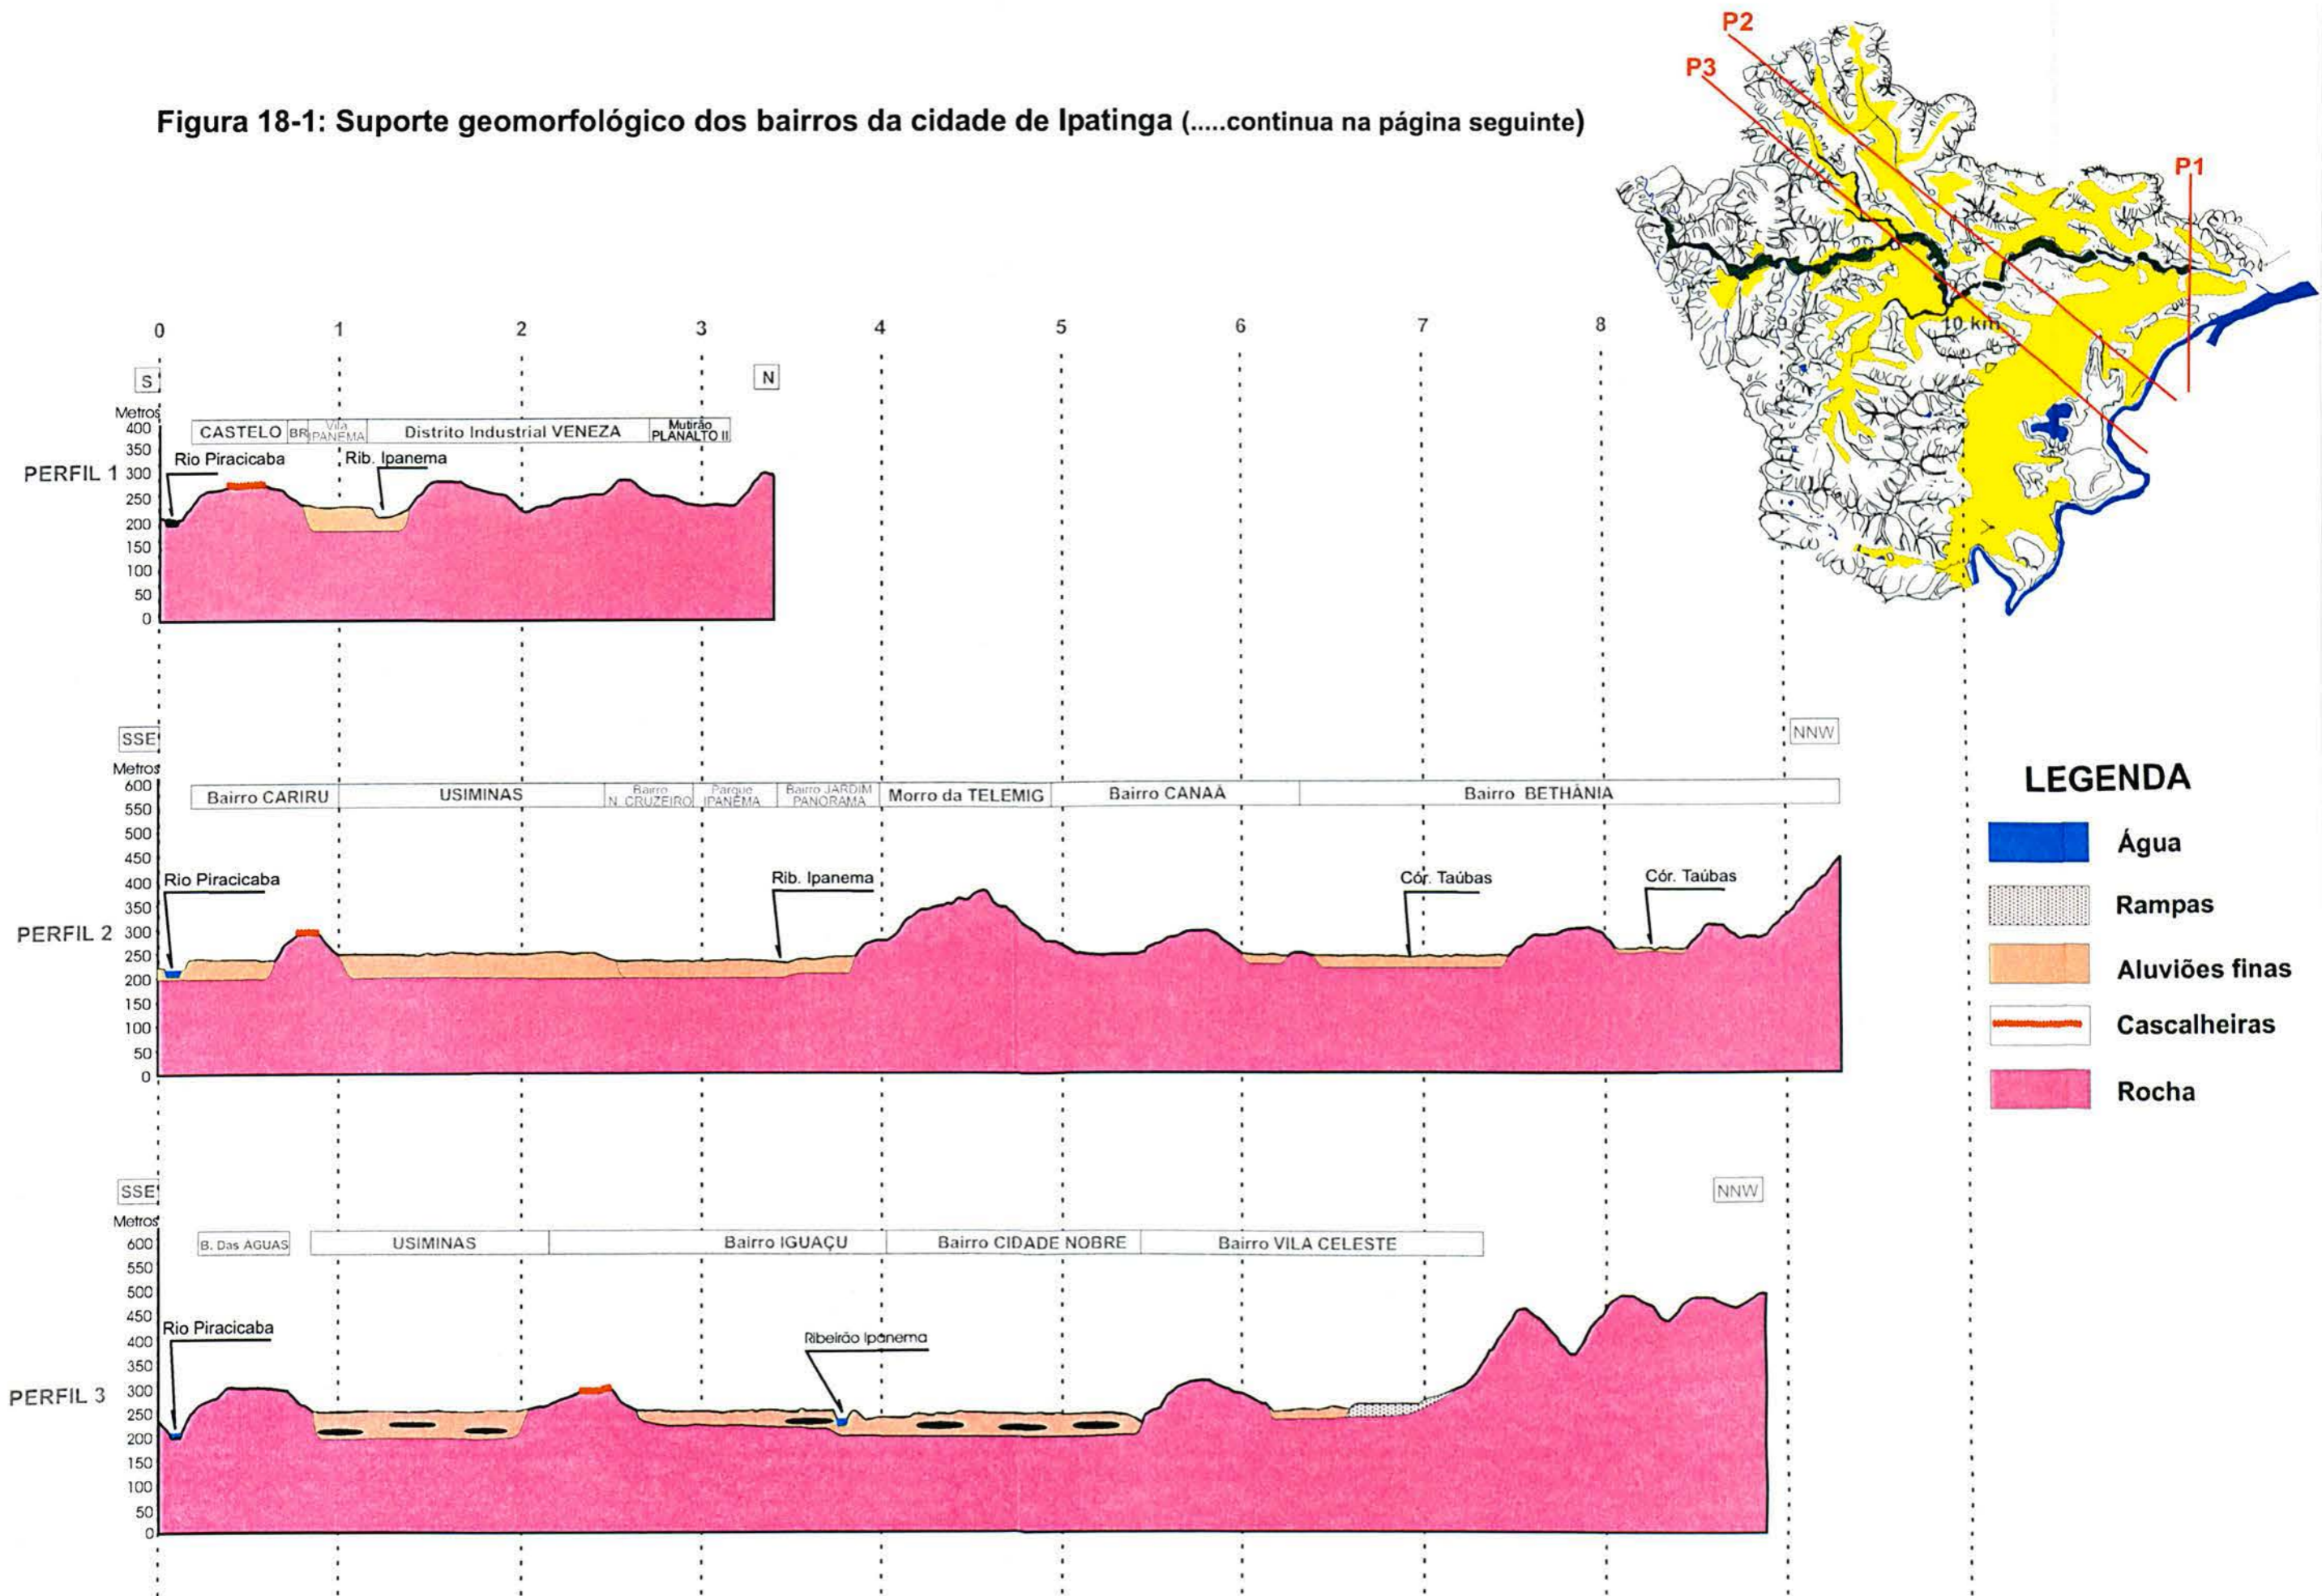 Figura 18-1: Suporte geomorfológico dos bairros da cidade de Ipatinga (.....continua na página seguinte)
P2
P3
P1
0 1 2 3 4 5 6 7 8 9 10 km
S
N
Metros
400
350
300
250
200
150
100
50
0
PERFIL 1
CASTELO
BR
Vila
IPANEMA
Distrito Industrial VENEZA
Mutirão
PLANALTO II
Rio Piracicaba
Rib. Ipanema
SSE
NNW
Metros
600
550
500
450
400
350
300
250
200
150
100
50
0
PERFIL 2
Bairro CARIRU
USIMINAS
Bairro
N. CRUZEIRO
Parque
IPANEMA
Bairro JARDIM
PANORAMA
Morro da TELEMIG
Bairro CANAÃ
Bairro BETHÂNIA
Rio Piracicaba
Rib. Ipanema
Cór. Taúbas
Cór. Taúbas
SSE
NNW
Metros
600
550
500
450
400
350
300
250
200
150
100
50
0
PERFIL 3
B. Das AGUAS
USIMINAS
Bairro IGUAÇU
Bairro CIDADE NOBRE
Bairro VILA CELESTE
Rio Piracicaba
Ribeirão Ipanema
LEGENDA
Água
Rampas
Aluviões finas
Cascalheiras
Rocha